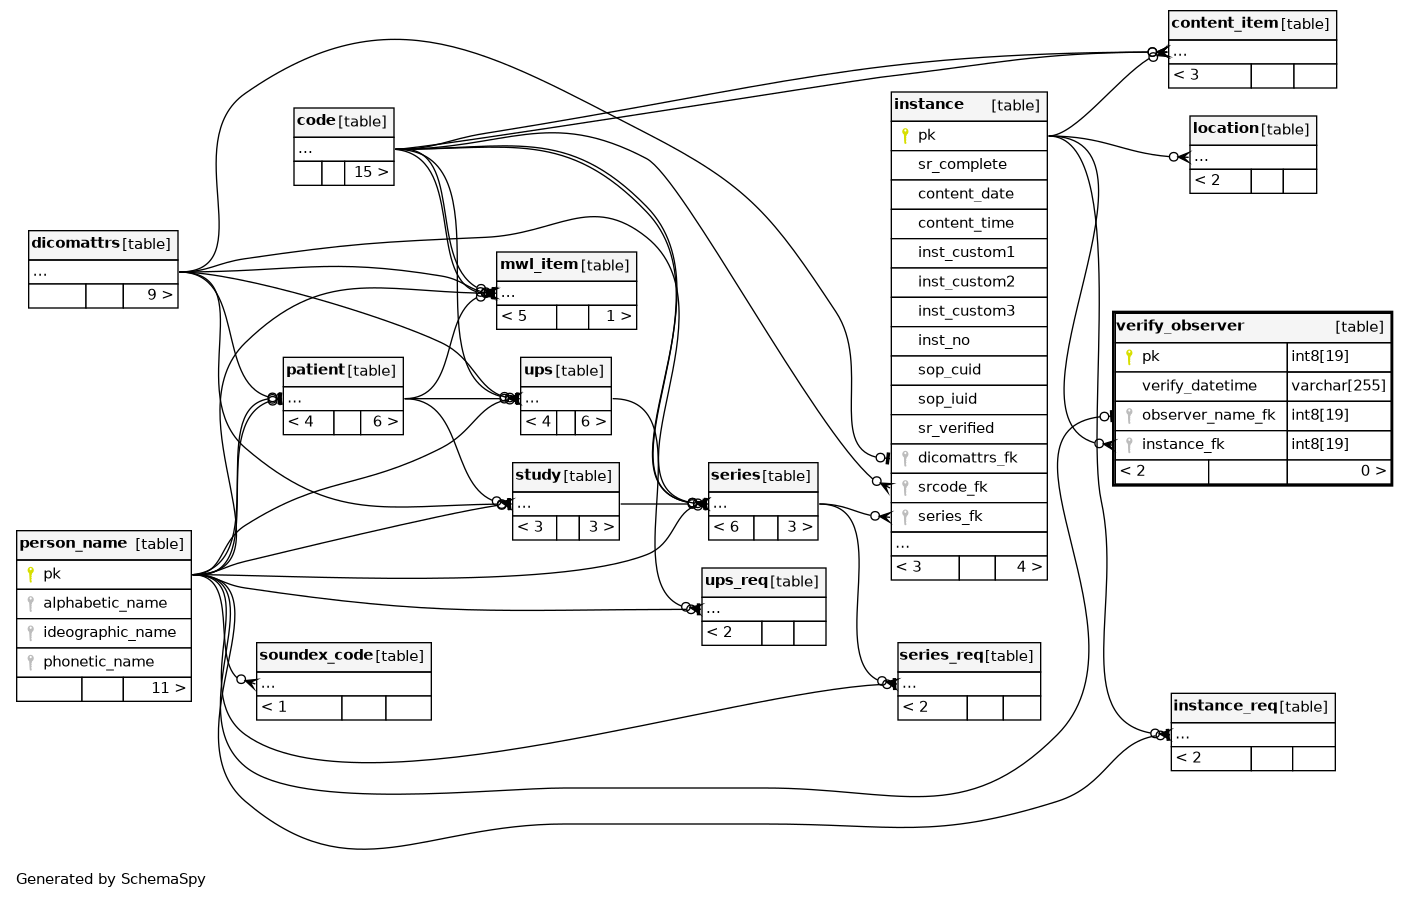 content_item [table]
...
< 3
code [table]
...
15 >
instance [table]
pk
sr_complete
content_date
content_time
inst_custom1
inst_custom2
inst_custom3
inst_no
sop_cuid
sop_iuid
sr_verified
dicomattrs_fk
srcode_fk
series_fk
...
< 3 4 >
location [table]
...
< 2
dicomattrs [table]
...
9 >
mwl_item [table]
...
< 5 1 >
verify_observer [table]
pk int8[19]
verify_datetime varchar[255]
observer_name_fk int8[19]
instance_fk int8[19]
< 2 0 >
patient [table]
...
< 4 6 >
ups [table]
...
< 4 6 >
study [table]
...
< 3 3 >
series [table]
...
< 6 3 >
person_name [table]
pk
alphabetic_name
ideographic_name
phonetic_name
11 >
ups_req [table]
...
< 2
soundex_code [table]
...
< 1
series_req [table]
...
< 2
instance_req [table]
...
< 2
Generated by SchemaSpy